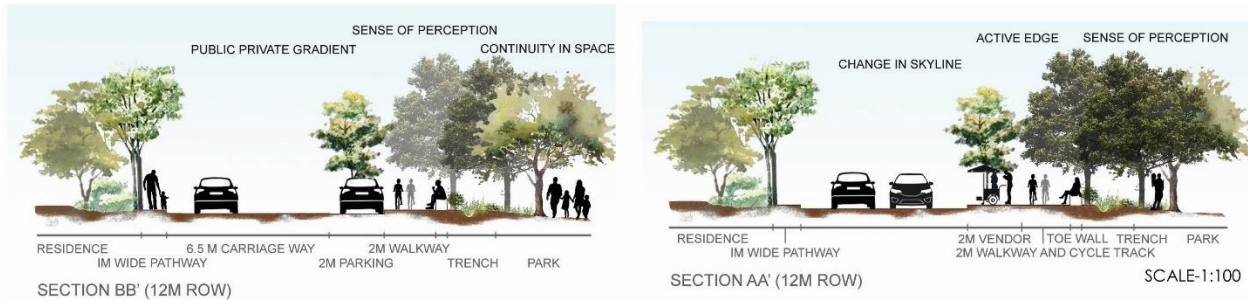 SENSE OF PERCEPTION
PUBLIC PRIVATE GRADIENT
CONTINUITY IN SPACE
RESIDENCE
6.5 M CARRIAGE WAY
2M WALKWAY
IM WIDE PATHWAY
2M PARKING
TRENCH
PARK
SECTION BB' (12M ROW)
ACTIVE EDGE
SENSE OF PERCEPTION
CHANGE IN SKYLINE
RESIDENCE
2M VENDOR
TOE WALL
TRENCH
PARK
IM WIDE PATHWAY
2M WALKWAY AND CYCLE TRACK
SECTION AA' (12M ROW)
SCALE-1:100